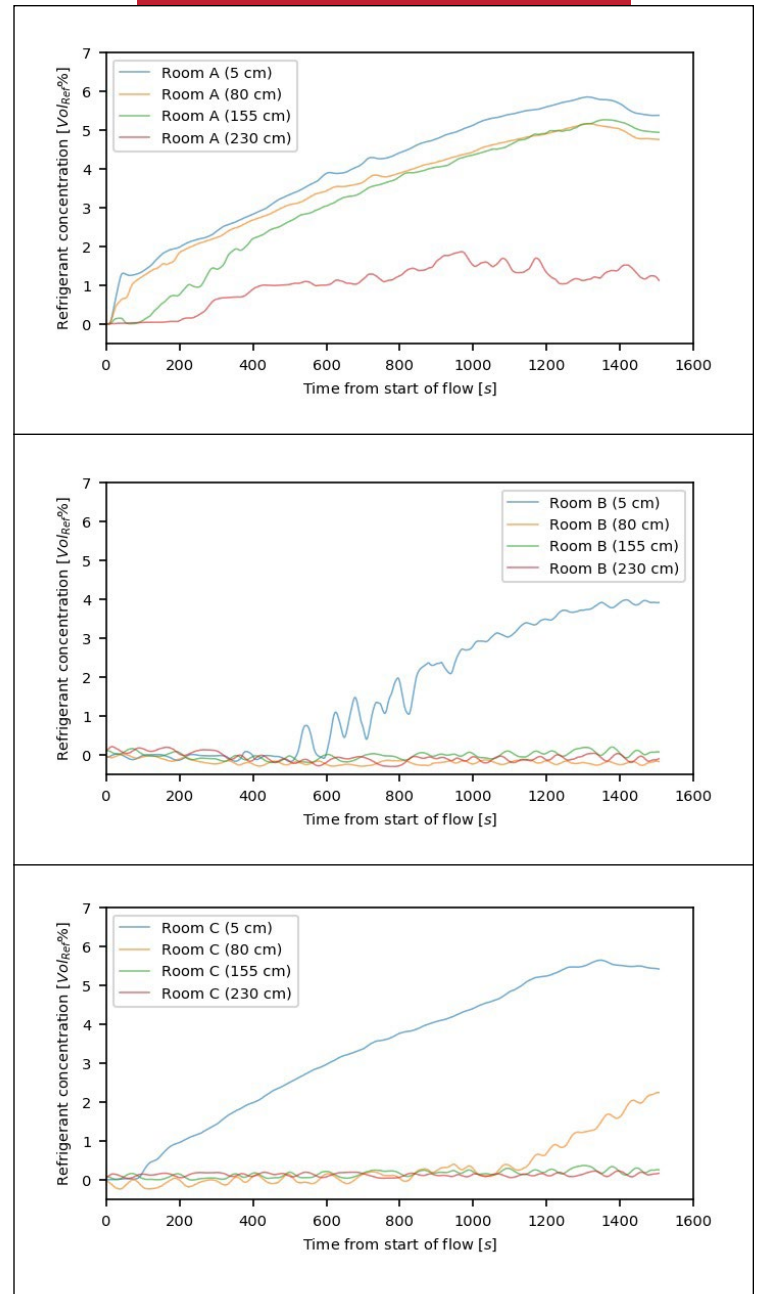 7
6
5
4
3
2
1
0
Refrigerant concentration [Vol_Ref%]
Room A (5 cm)
Room A (80 cm)
Room A (155 cm)
Room A (230 cm)
0 200 400 600 800 1000 1200 1400 1600
Time from start of flow [s]
7
6
5
4
3
2
1
0
Refrigerant concentration [Vol_Ref%]
Room B (5 cm)
Room B (80 cm)
Room B (155 cm)
Room B (230 cm)
0 200 400 600 800 1000 1200 1400 1600
Time from start of flow [s]
7
6
5
4
3
2
1
0
Refrigerant concentration [Vol_Ref%]
Room C (5 cm)
Room C (80 cm)
Room C (155 cm)
Room C (230 cm)
0 200 400 600 800 1000 1200 1400 1600
Time from start of flow [s]